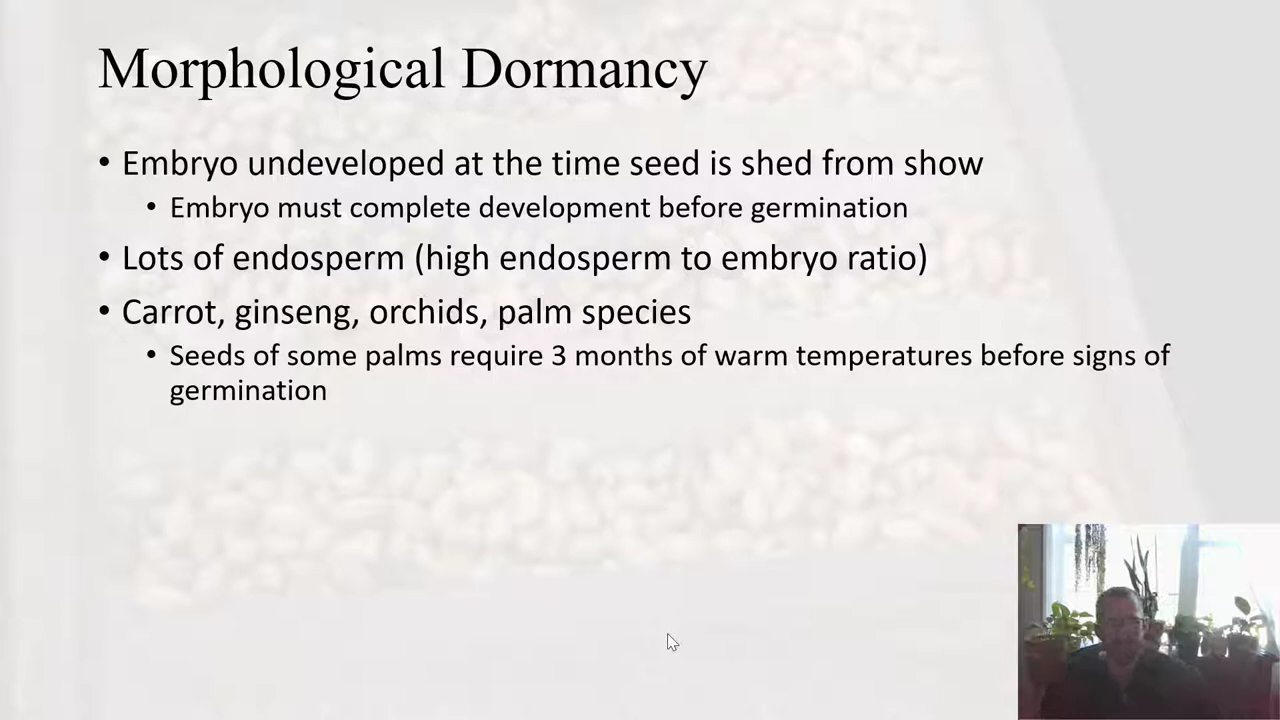 Morphological Dormancy
• Embryo undeveloped at the time seed is shed from show
• Embryo must complete development before germination
• Lots of endosperm (high endosperm to embryo ratio)
• Carrot, ginseng, orchids, palm species
• Seeds of some palms require 3 months of warm temperatures before signs of
germination